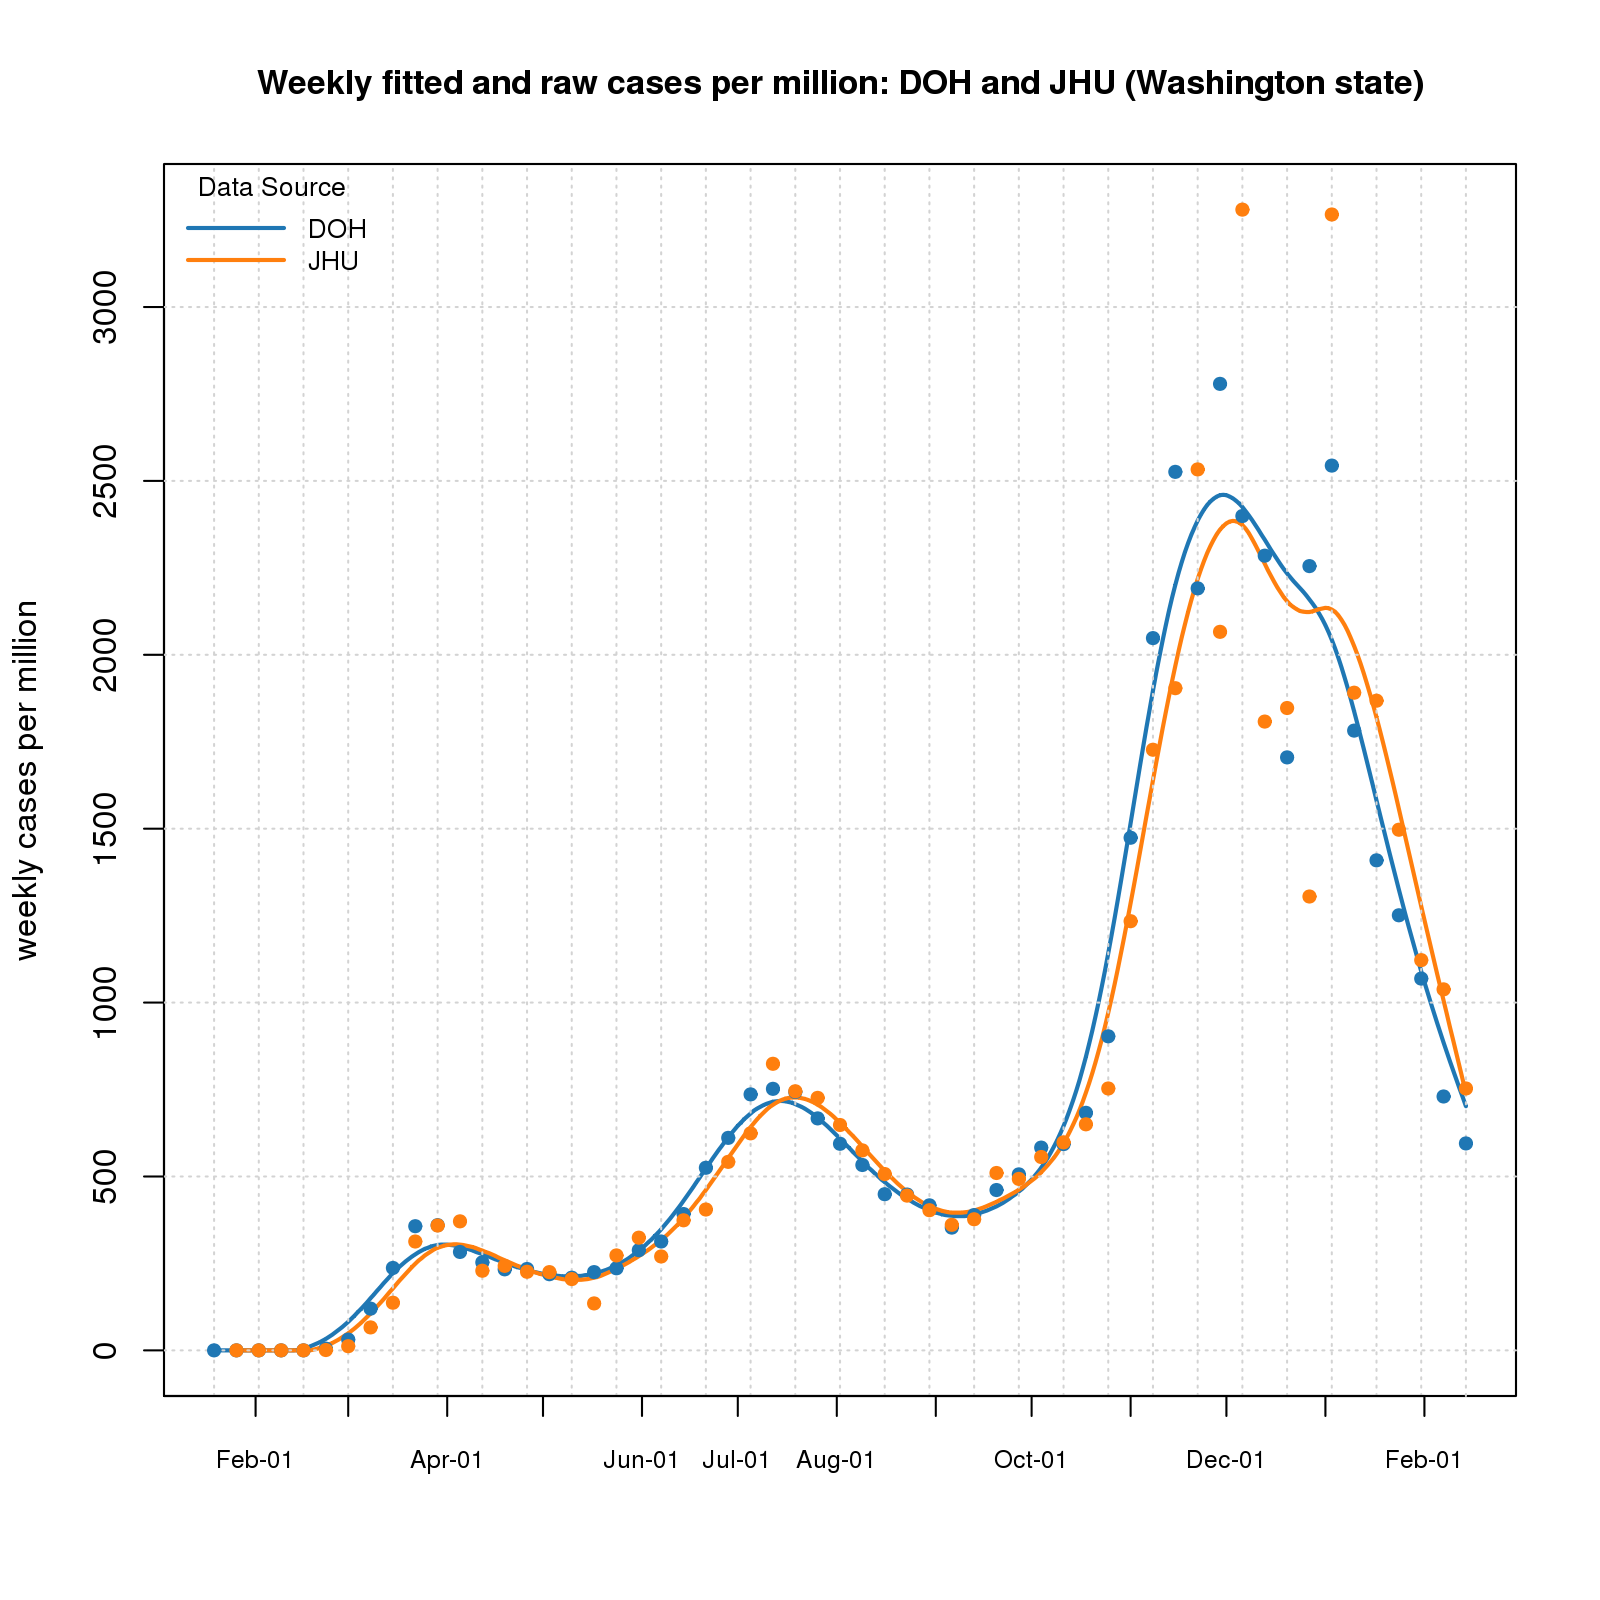 Weekly fitted and raw cases per million: DOH and JHU (Washington state)
Data Source
DOH
JHU
weekly cases per million
3000
2500
2000
1500
1000
500
0
Feb-01 Apr-01 Jun-01 Jul-01 Aug-01 Oct-01 Dec-01 Feb-01